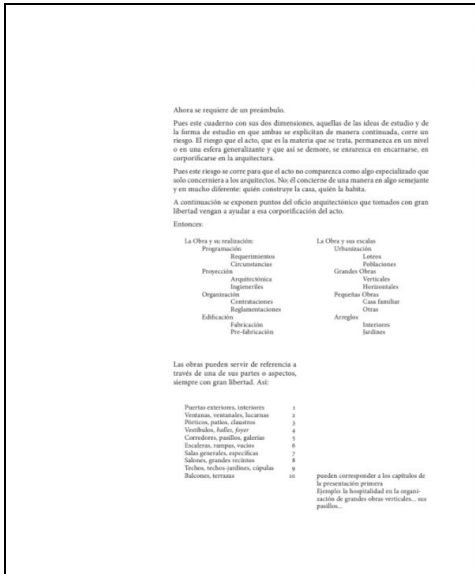 Ahora se requiere de un preámbulo.
Pues este cuaderno con sus dos dimensiones, aquellas de las ideas de estudio y de
la forma de estudio en que ambas se explicitan de manera continuada, corre un
riesgo. El riesgo que el acto, que es la materia que se trata, permanezca en un nivel
o en una esfera generalizante y que así se demore, se enrarezca en encarnarse, en
corporificarse en la arquitectura.
Pues este riesgo se corre para que el acto no comparezca como algo especializado que
solo concerniera a los arquitectos. No; él concierne de una manera en algo semejante
y en mucho diferente: quién construye la casa, quién la habita.
A continuación se exponen puntos del oficio arquitectónico que tomados con gran
libertad vengan a ayudar a esa corporificación del acto.
Entonces:
La Obra y su realización:
Programación
Requerimientos
Circunstancias
Proyección
Arquitectónica
Ingenieriles
Organización
Contrataciones
Reglamentaciones
Edificación
Fabricación
Pre-fabricación
La Obra y sus escalas
Urbanización
Loteos
Poblaciones
Grandes Obras
Verticales
Horizontales
Pequeñas Obras
Casa familiar
Otras
Arreglos
Interiores
Jardines
Las obras pueden servir de referencia a
través de una de sus partes o aspectos,
siempre con gran libertad. Así:
Puertas exteriores, interiores 1
Ventanas, ventanales, lucarnas 2
Pórticos, patios, claustros 3
Vestíbulos, halles, foyer 4
Corredores, pasillos, galerías 5
Escaleras, rampas, vacíos 6
Salas generales, específicas 7
Salones, grandes recintos 8
Techos, techos-jardines, cúpulas 9
Balcones, terrazas 10
pueden corresponder a los capítulos de
la presentación primera
Ejemplo: la hospitalidad en la organi-
zación de grandes obras verticales... sus
pasillos...